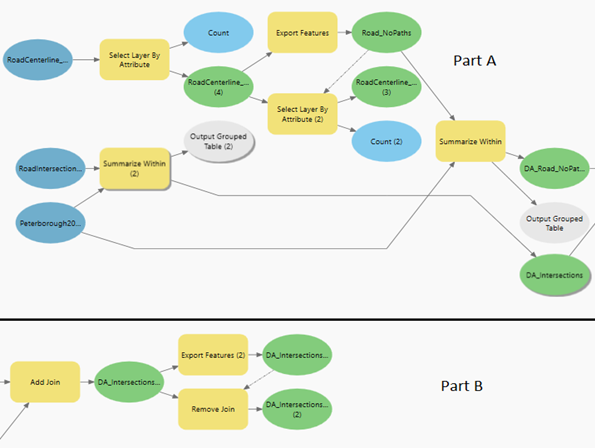 Count
RoadCenterline_...
Select Layer By
Attribute
Export Features
Road_NoPaths
Part A
RoadCenterline_...
(4)
RoadCenterline_...
(3)
Select Layer By
Attribute (2)
Output Grouped
Table (2)
Count (2)
Summarize Within
Roadintersection...
Summarize Within
(2)
DA_Road_NoPat...
Peterborough20...
Output Grouped
Table
DA_Intersections
Export Features (2)
DA_Intersections...
Add Join
DA_Intersections...
Part B
Remove Join
DA_Intersections...
(2)